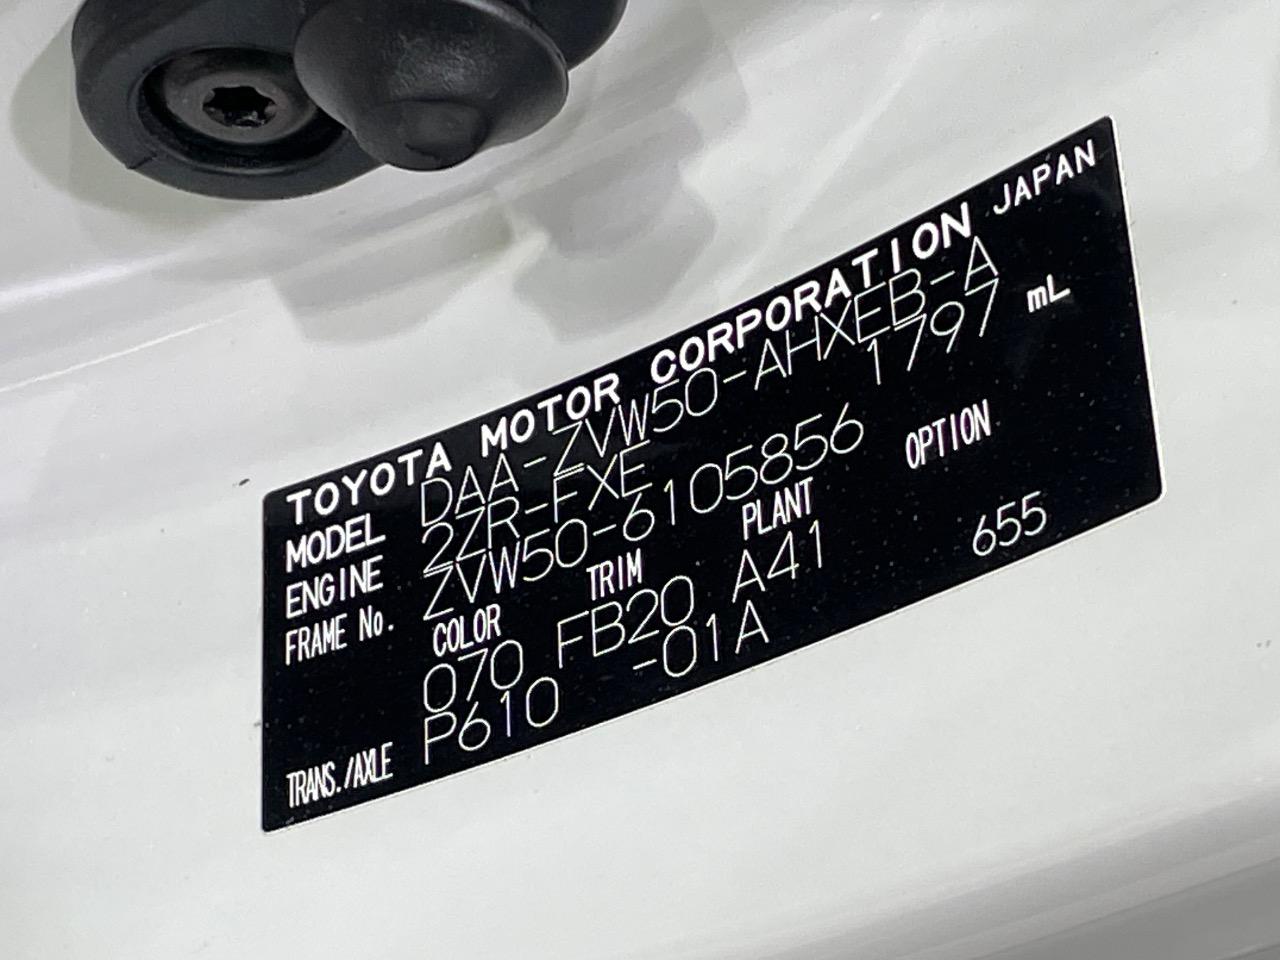 TOYOTA MOTOR CORPORATION JAPAN
MODEL DAA-ZVW50-AHXEB-A
ENGINE 2ZR-FXE 1797 mL
FRAME No. ZVW50-6105856
COLOR TRIM PLANT OPTION
070 FB20 A41 655
TRANS./AXLE P610 -01A